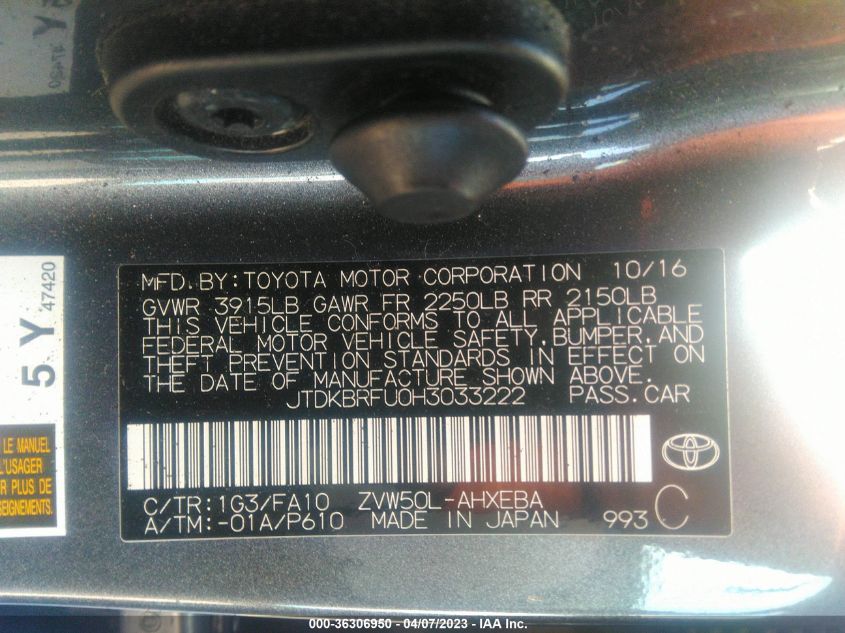 MFD. BY: TOYOTA MOTOR CORPORATION 10/16
GVWR 3915LB GAWR FR 2250LB RR 2150LB
THIS VEHICLE CONFORMS TO ALL APPLICABLE
FEDERAL MOTOR VEHICLE SAFETY, BUMPER, AND
THEFT PREVENTION STANDARDS IN EFFECT ON
THE DATE OF MANUFACTURE SHOWN ABOVE.
JTDKBRFU0H3033222 PASS. CAR
C/TR: 1G3/FA10 ZVW50L-AHXEBA
A/TM: -01A/P610 MADE IN JAPAN 993 C
5 Y
47420
LE MANUEL
L'USAGER
R PLUS DE
SEIGNEMENTS.
000-36306950 - 04/07/2023 - IAA Inc.